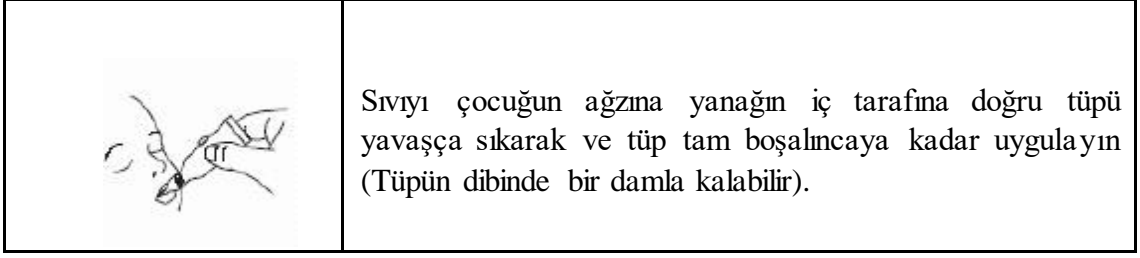 Sıvıyı çocuğun ağzına yanağın iç tarafına doğru tüpü
yavaşça sıkarak ve tüp tam boşalıncaya kadar uygulayın
(Tüpün dibinde bir damla kalabilir).